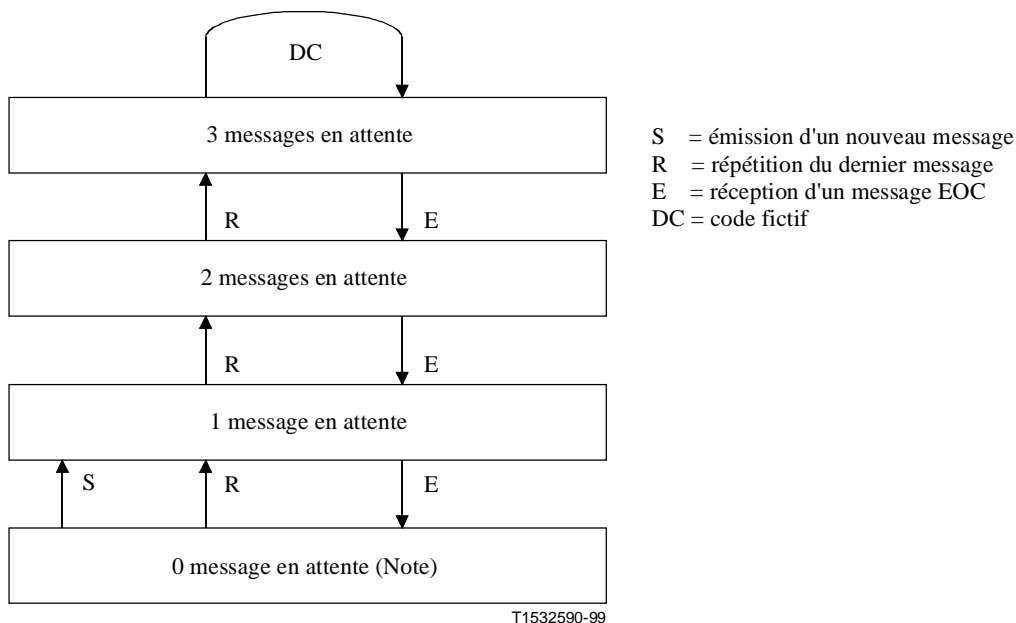 DC
3 messages en attente
S = émission d'un nouveau message
R = répétition du dernier message
E = réception d'un message EOC
DC = code fictif
R E
2 messages en attente
R E
1 message en attente
S R E
0 message en attente (Note)
T1532590-99